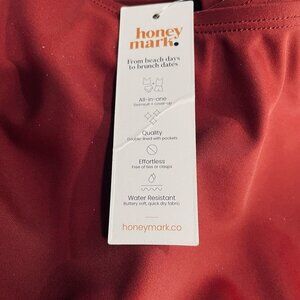 honey
mark.
From beach days
to brunch dates
All-in-one
Swimsuit + cover-up
Quality
Double-lined with pockets
Effortless
Free of ties or clasps
Water Resistant
Buttery soft, quick dry fabric
honeymark.co